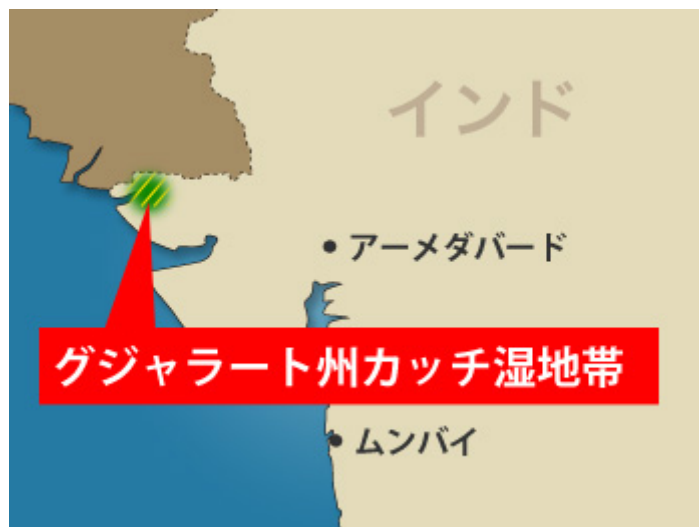 インド
アーメダバード
グジャラート州カッチ湿地帯
ムンバイ